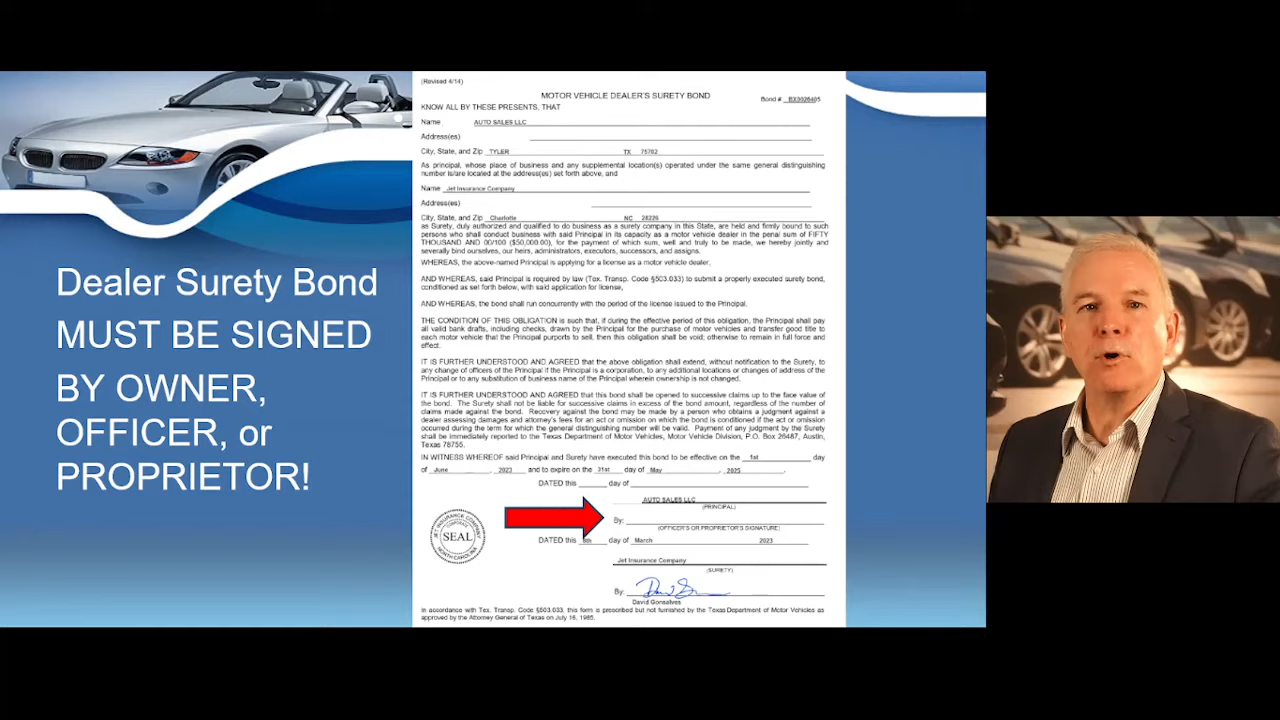 Dealer Surety Bond
MUST BE SIGNED
BY OWNER,
OFFICER, or
PROPRIETOR!
(Revised 4/14)
MOTOR VEHICLE DEALER'S SURETY BOND
Bond # BX0026405
KNOW ALL BY THESE PRESENTS, THAT
Name AUTO SALES LLC
Address(es)
City, State, and Zip TYLER TX 75702
As principal, whose place of business and any supplemental location(s) operated under the same general distinguishing
number is/are located at the address(es) set forth above, and
Name Jet Insurance Company
Address(es)
City, State, and Zip Charlotte NC 28226
as Surety, duly authorized and qualified to do business as a surety company in this State, are held and firmly bound to such
persons who shall conduct business with said Principal in its capacity as a motor vehicle dealer in the penal sum of FIFTY
THOUSAND AND 00/100 ($50,000.00), for the payment of which sum, well and truly to be made, we hereby jointly and
severally bind ourselves, our heirs, administrators, executors, successors, and assigns.
WHEREAS, the above-named Principal is applying for a license as a motor vehicle dealer,
AND WHEREAS, said Principal is required by law (Tex. Transp. Code §503.033) to submit a properly executed surety bond,
conditioned as set forth below, with said application for license,
AND WHEREAS, the bond shall run concurrently with the period of the license issued to the Principal.
THE CONDITION OF THIS OBLIGATION is such that, if during the effective period of this obligation, the Principal shall pay
all valid bank drafts, including checks, drawn by the Principal for the purchase of motor vehicles and transfer good title to
each motor vehicle that the Principal purports to sell, then this obligation shall be void; otherwise to remain in full force and
effect.
IT IS FURTHER UNDERSTOOD AND AGREED that the above obligation shall extend, without notification to the Surety, to
any change of officers of the Principal if the Principal is a corporation, to any additional locations or changes of address of the
Principal or to any substitution of business name of the Principal wherein ownership is not changed.
IT IS FURTHER UNDERSTOOD AND AGREED that this bond shall be opened to successive claims up to the face value of
the bond. The Surety shall not be liable for successive claims in excess of the bond amount, regardless of the number of
claims made against the bond. Recovery against the bond may be made by a person who obtains a judgment against a
dealer assessing damages and attorney's fees for an act or omission on which the bond is conditioned if the act or omission
occurred during the term for which the general distinguishing number will be valid. Payment of any judgment by the Surety
shall be immediately reported to the Texas Department of Motor Vehicles, Motor Vehicle Division, P.O. Box 26487, Austin,
Texas 78755.
IN WITNESS WHEREOF said Principal and Surety have executed this bond to be effective on the 1st day
of June, 2023 and to expire on the 31st day of May, 2025.
DATED this day of
AUTO SALES LLC
(PRINCIPAL)
By:
(OFFICER'S OR PROPRIETOR'S SIGNATURE)
JET INSURANCE COMPANY
SEAL
NORTH CAROLINA
DATED this 8th day of March 2023
Jet Insurance Company
(SURETY)
By:
David Gonsalves
In accordance with Tex. Transp. Code §503.033, this form is prescribed but not furnished by the Texas Department of Motor Vehicles as
approved by the Attorney General of Texas on July 18, 1985.